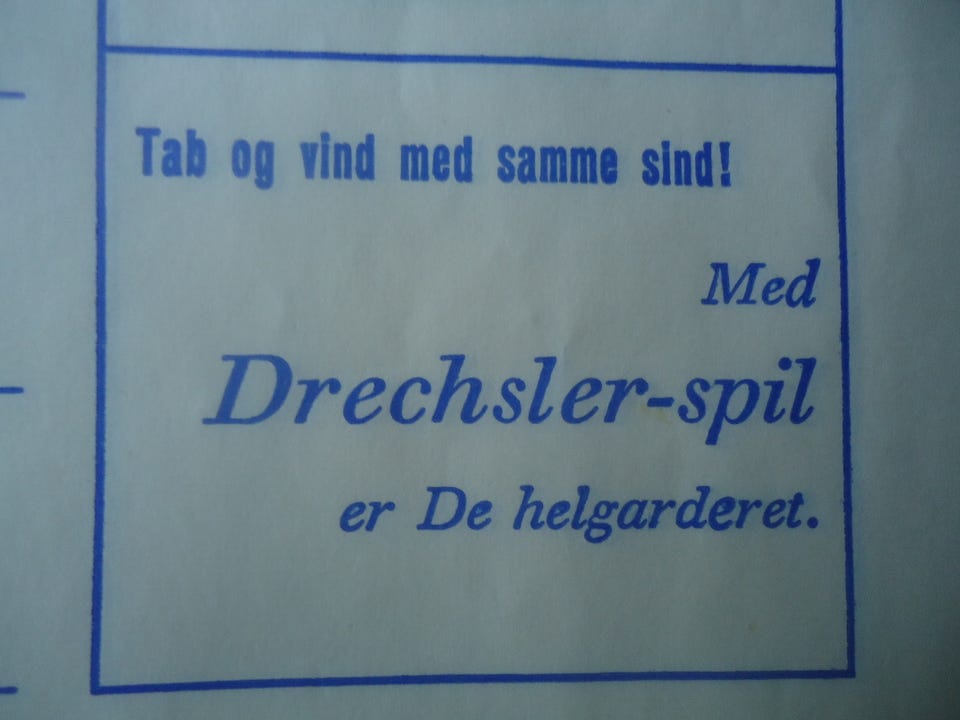 Tab og vind med samme sind!
Med
Drechsler-spil
er De helgarderet.